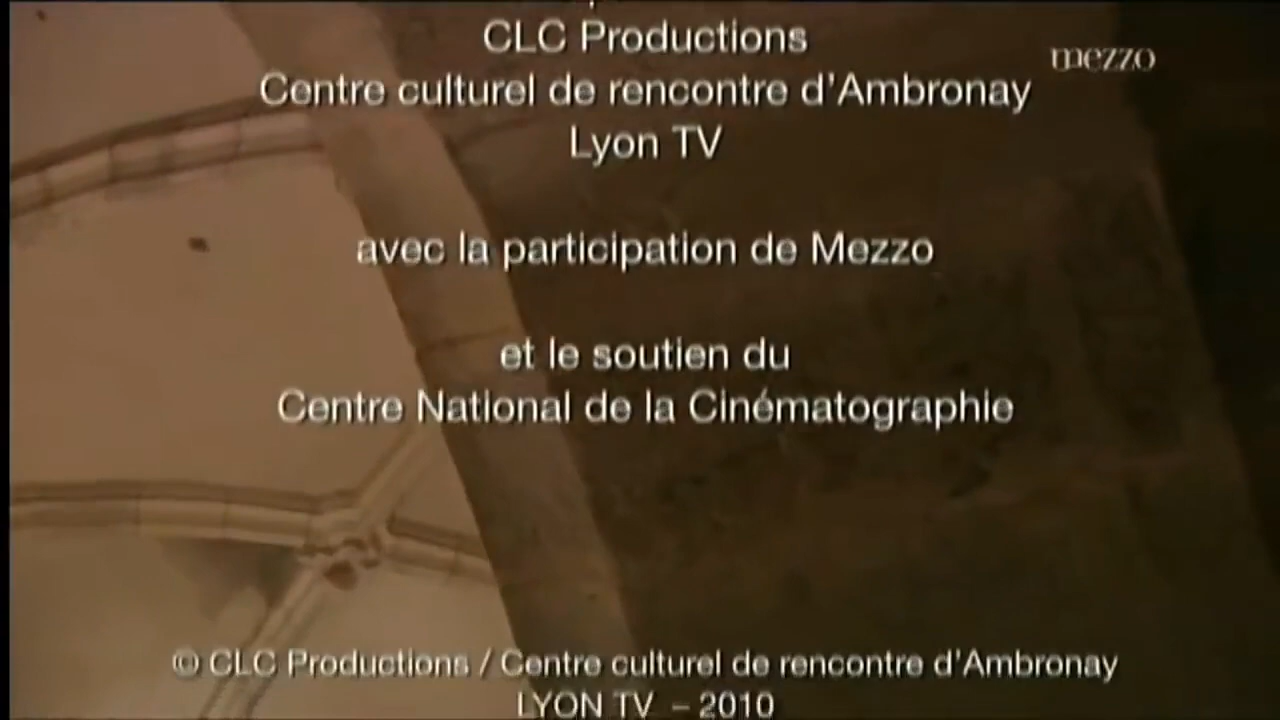 CLC Productions
mezzo
Centre culturel de rencontre d'Ambronay
Lyon TV
avec la participation de Mezzo
et le soutien du
Centre National de la Cinématographie
© CLC Productions / Centre culturel de rencontre d'Ambronay
LYON TV – 2010